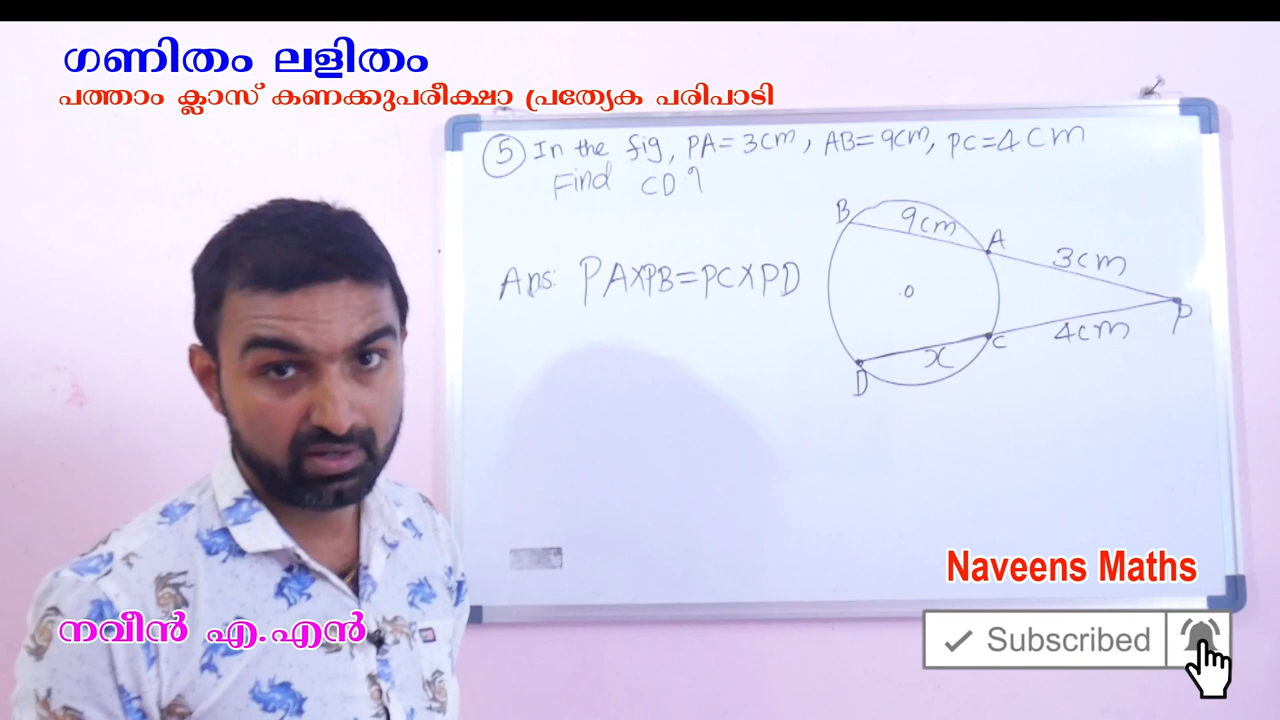 ഗണിതം ലളിതം
പത്താം ക്ലാസ് കണക്കുപരീക്ഷാ പ്രത്യേക പരിപാടി
5 In the fig, PA=3cm, AB=9cm, PC=4cm
Find CD?
B 9cm A 3cm
Ans: PA×PB=PC×PD
.O
P
D x C 4cm
Naveens Maths
നവീൻ എ.എൻ
Subscribed